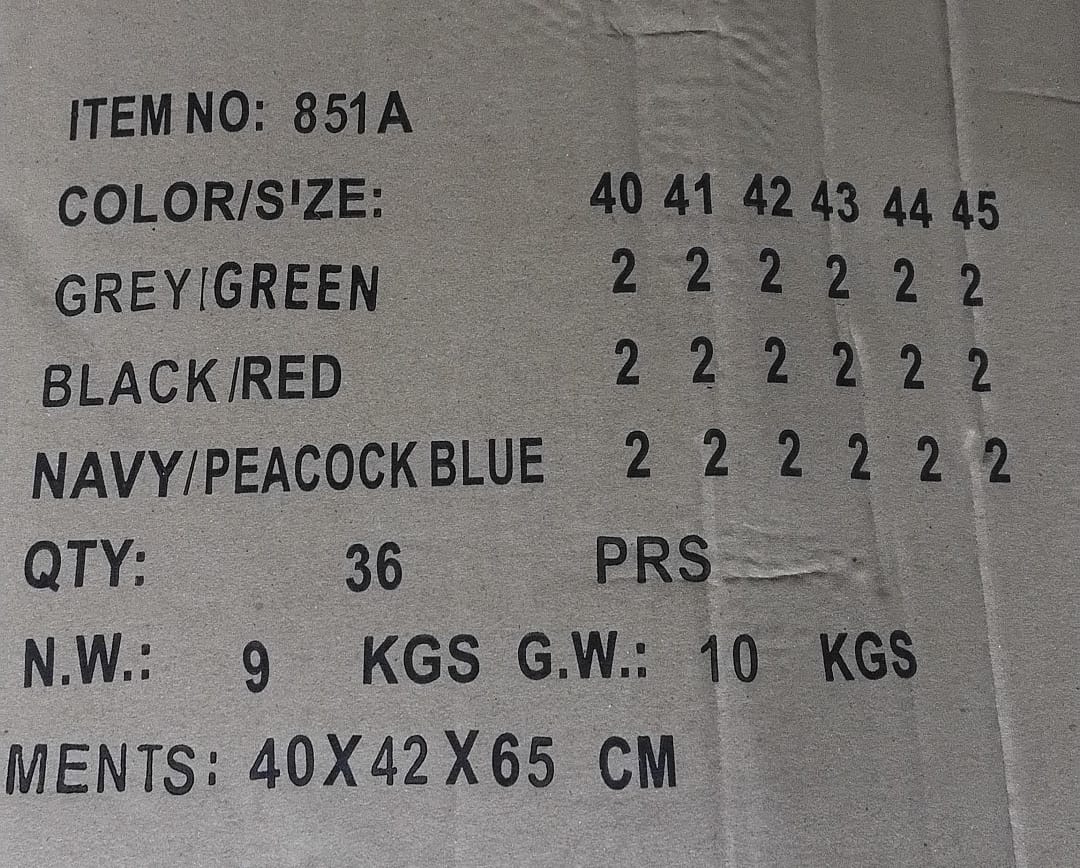 ITEM NO: 851A
COLOR/SIZE: 40 41 42 43 44 45
GREY/GREEN 2 2 2 2 2 2
BLACK/RED 2 2 2 2 2 2
NAVY/PEACOCK BLUE 2 2 2 2 2 2
QTY: 36 PRS
N.W.: 9 KGS G.W.: 10 KGS
MENTS: 40X42X65 CM